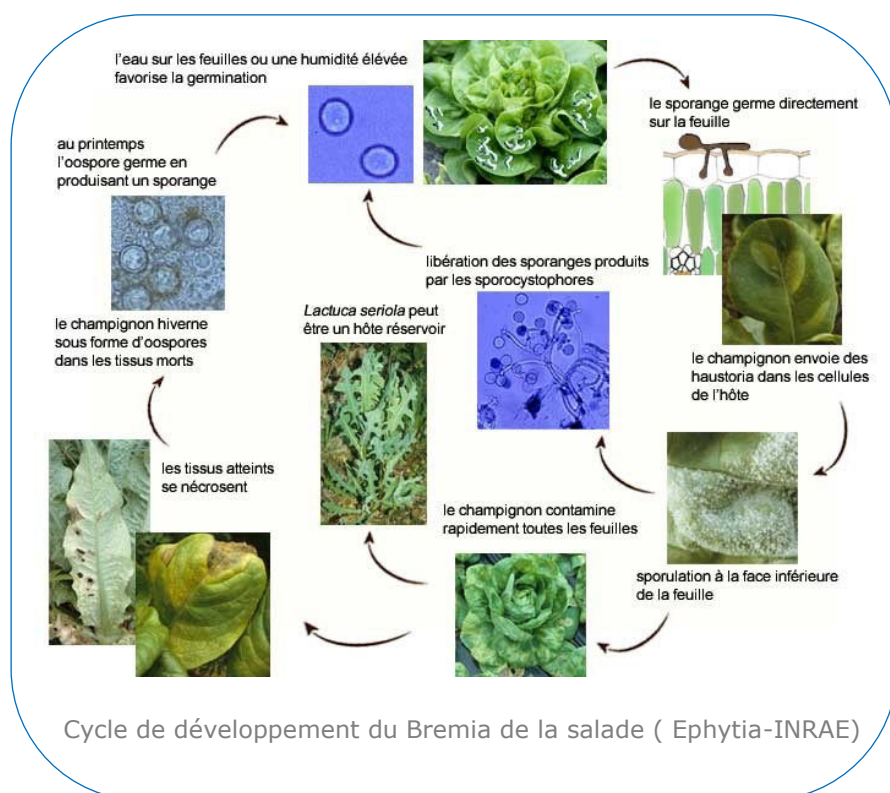 l'eau sur les feuilles ou une humidité élévée
favorise la germination
le sporange germe directement
sur la feuille
au printemps
l'oospore germe en
produisant un sporange
libération des sporanges produits
par les sporocystophores
Lactuca seriola peut
être un hôte réservoir
le champignon hiverne
sous forme d'oospores
dans les tissus morts
le champignon envoie des
haustoria dans les cellules
de l'hôte
les tissus atteints
se nécrosent
le champignon contamine
rapidement toutes les feuilles
sporulation à la face inférieure
de la feuille
Cycle de développement du Bremia de la salade ( Ephytia-INRAE)